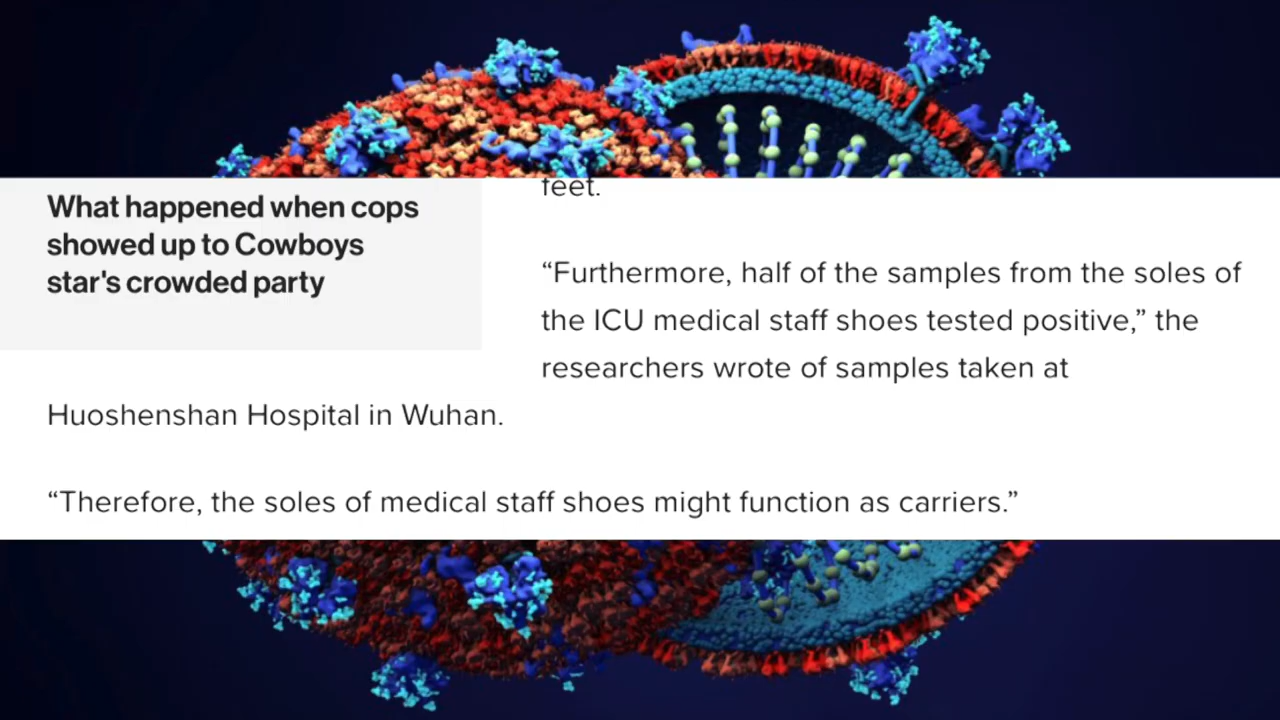 What happened when cops
showed up to Cowboys
star's crowded party
feet.
“Furthermore, half of the samples from the soles of
the ICU medical staff shoes tested positive,” the
researchers wrote of samples taken at
Huoshenshan Hospital in Wuhan.
“Therefore, the soles of medical staff shoes might function as carriers.”